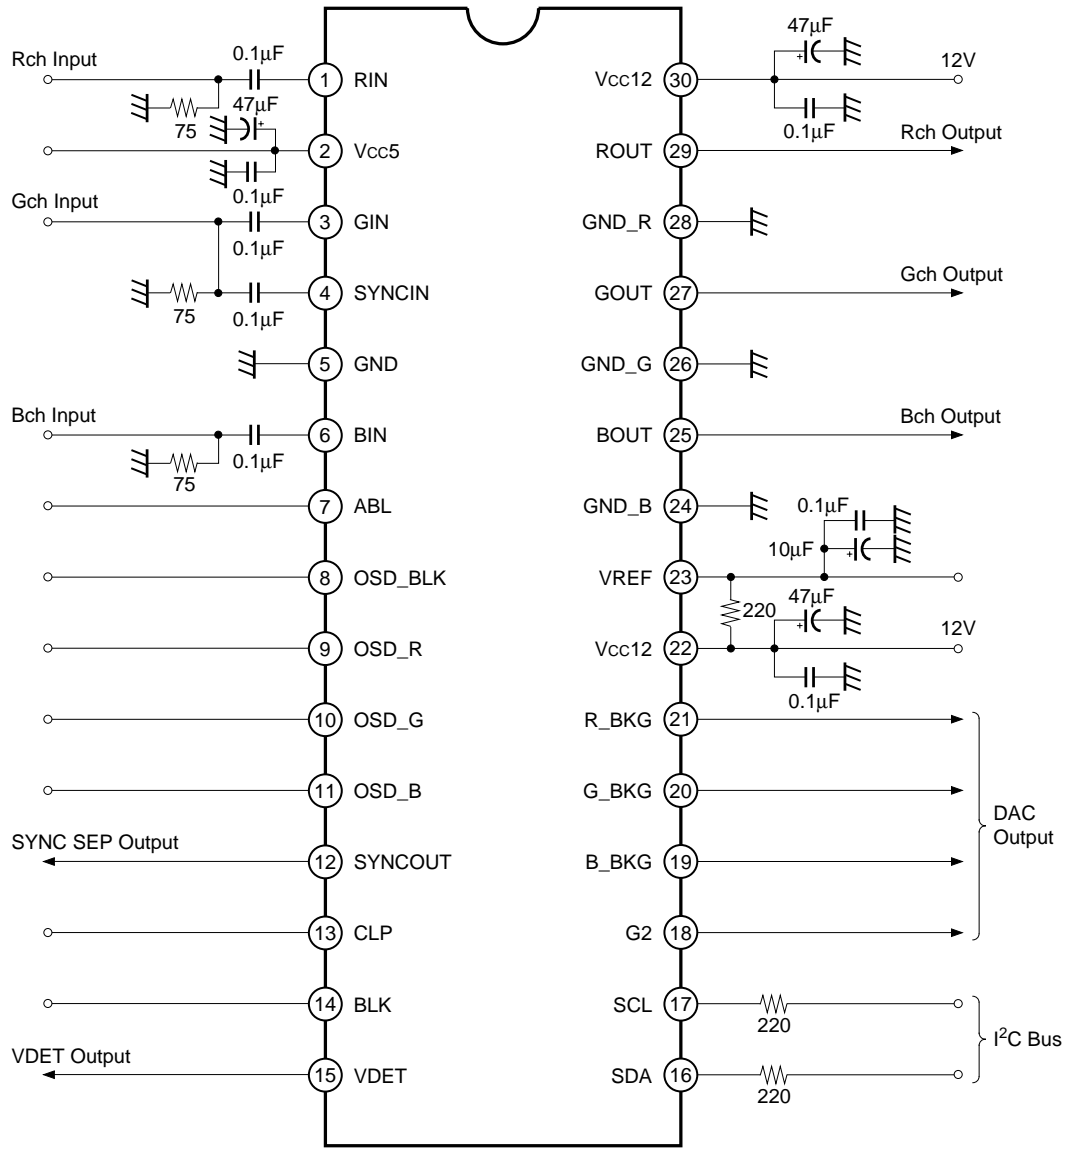 Rch Input
0.1μF
1 RIN
75
47μF
+
2 Vcc5
0.1μF
Gch Input
3 GIN
0.1μF
4 SYNCIN
75
0.1μF
5 GND
Bch Input
6 BIN
0.1μF
75
7 ABL
8 OSD_BLK
9 OSD_R
10 OSD_G
11 OSD_B
SYNC SEP Output
12 SYNCOUT
13 CLP
14 BLK
VDET Output
15 VDET
47μF
+
12V
Vcc12 30
0.1μF
Rch Output
ROUT 29
GND_R 28
Gch Output
GOUT 27
GND_G 26
Bch Output
BOUT 25
GND_B 24
0.1μF
10μF
+
VREF 23
220
47μF
+
12V
Vcc12 22
0.1μF
R_BKG 21
G_BKG 20
DAC
Output
B_BKG 19
G2 18
SCL 17
220
I²C Bus
SDA 16
220